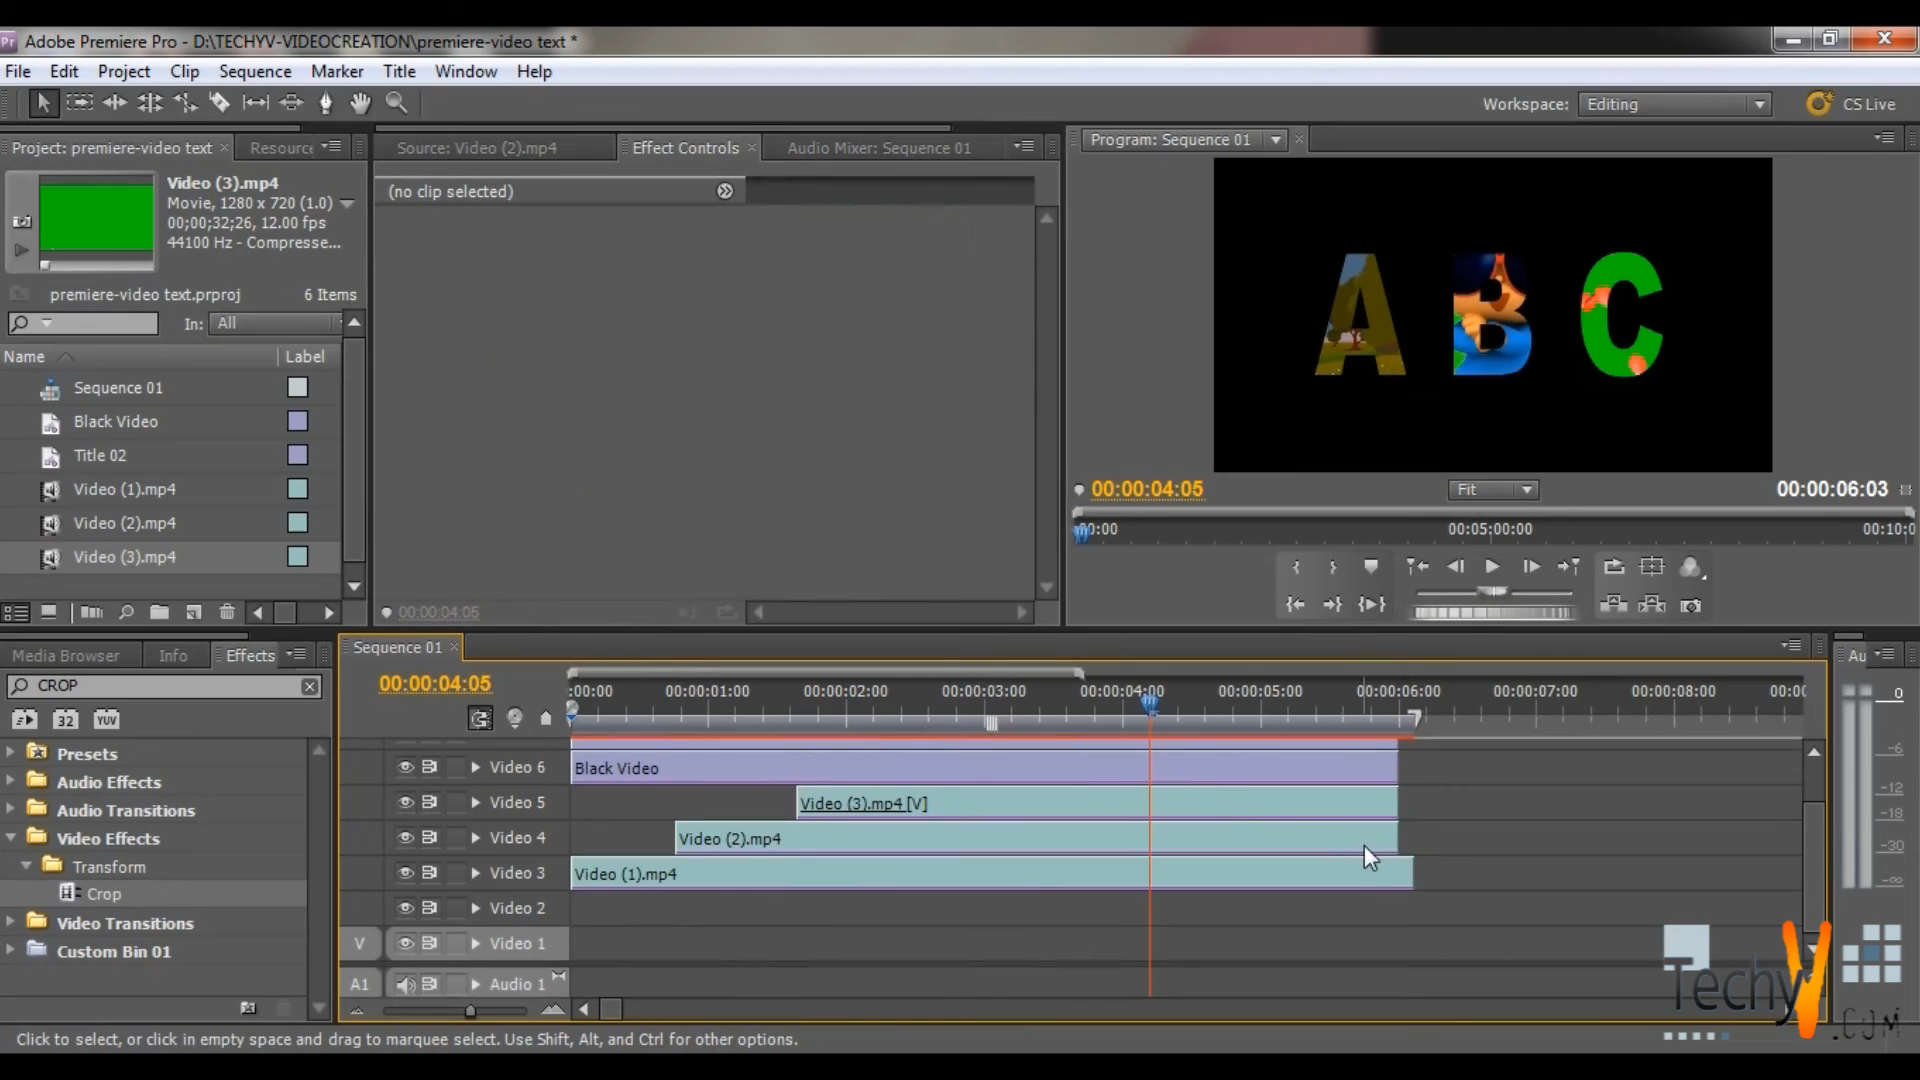 Pr Adobe Premiere Pro - D:\TECHYV-VIDEOCREATION\premiere-video text *
File Edit Project Clip Sequence Marker Title Window Help
Workspace: Editing CS Live
Project: premiere-video text Resource
Source: Video (2).mp4 Effect Controls Audio Mixer: Sequence 01
Program: Sequence 01
Video (3).mp4
Movie, 1280 x 720 (1.0)
00;00;32;26, 12.00 fps
44100 Hz - Compresse...
premiere-video text.prproj 6 Items
In: All
Name Label
Sequence 01
Black Video
Title 02
Video (1).mp4
Video (2).mp4
Video (3).mp4
(no clip selected)
00:00:04:05
A B C
00:00:04:05 Fit 00:00:06:03
00:00 00:05:00:00 00:10:0
Media Browser Info Effects
CROP
32 YUV
Presets
Audio Effects
Audio Transitions
Video Effects
Transform
Crop
Video Transitions
Custom Bin 01
Sequence 01
00:00:04:05
:00:00 00:00:01:00 00:00:02:00 00:00:03:00 00:00:04:00 00:00:05:00 00:00:06:00 00:00:07:00 00:00:08:00 00:0
Video 6 Black Video
Video 5 Video (3).mp4 [V]
Video 4 Video (2).mp4
Video 3 Video (1).mp4
Video 2
V Video 1
A1 Audio 1
Au
0
-6
-12
-18
-30
-∞
TechyV
.COM
Click to select, or click in empty space and drag to marquee select. Use Shift, Alt, and Ctrl for other options.